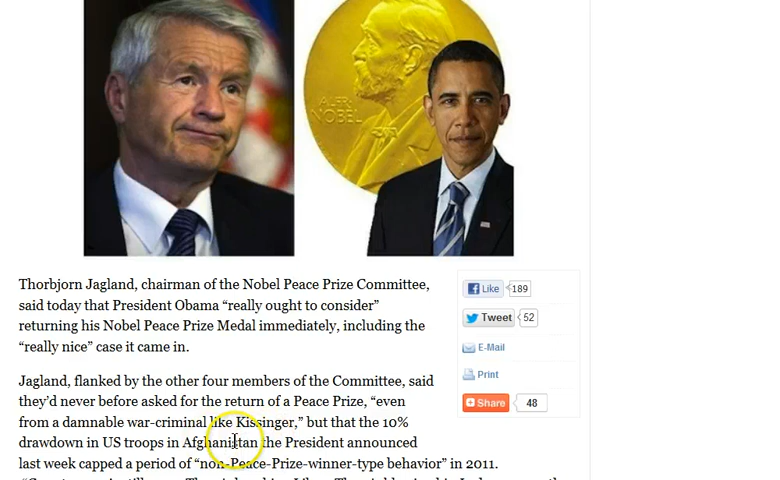 ALFR·
NOBEL
Thorbjorn Jagland, chairman of the Nobel Peace Prize Committee,
said today that President Obama “really ought to consider”
returning his Nobel Peace Prize Medal immediately, including the
“really nice” case it came in.
Like 189
Tweet 52
E-Mail
Print
Share 48
Jagland, flanked by the other four members of the Committee, said
they’d never before asked for the return of a Peace Prize, “even
from a damnable war-criminal like Kissinger,” but that the 10%
drawdown in US troops in Afghanistan the President announced
last week capped a period of “non-Peace-Prize-winner-type behavior” in 2011.